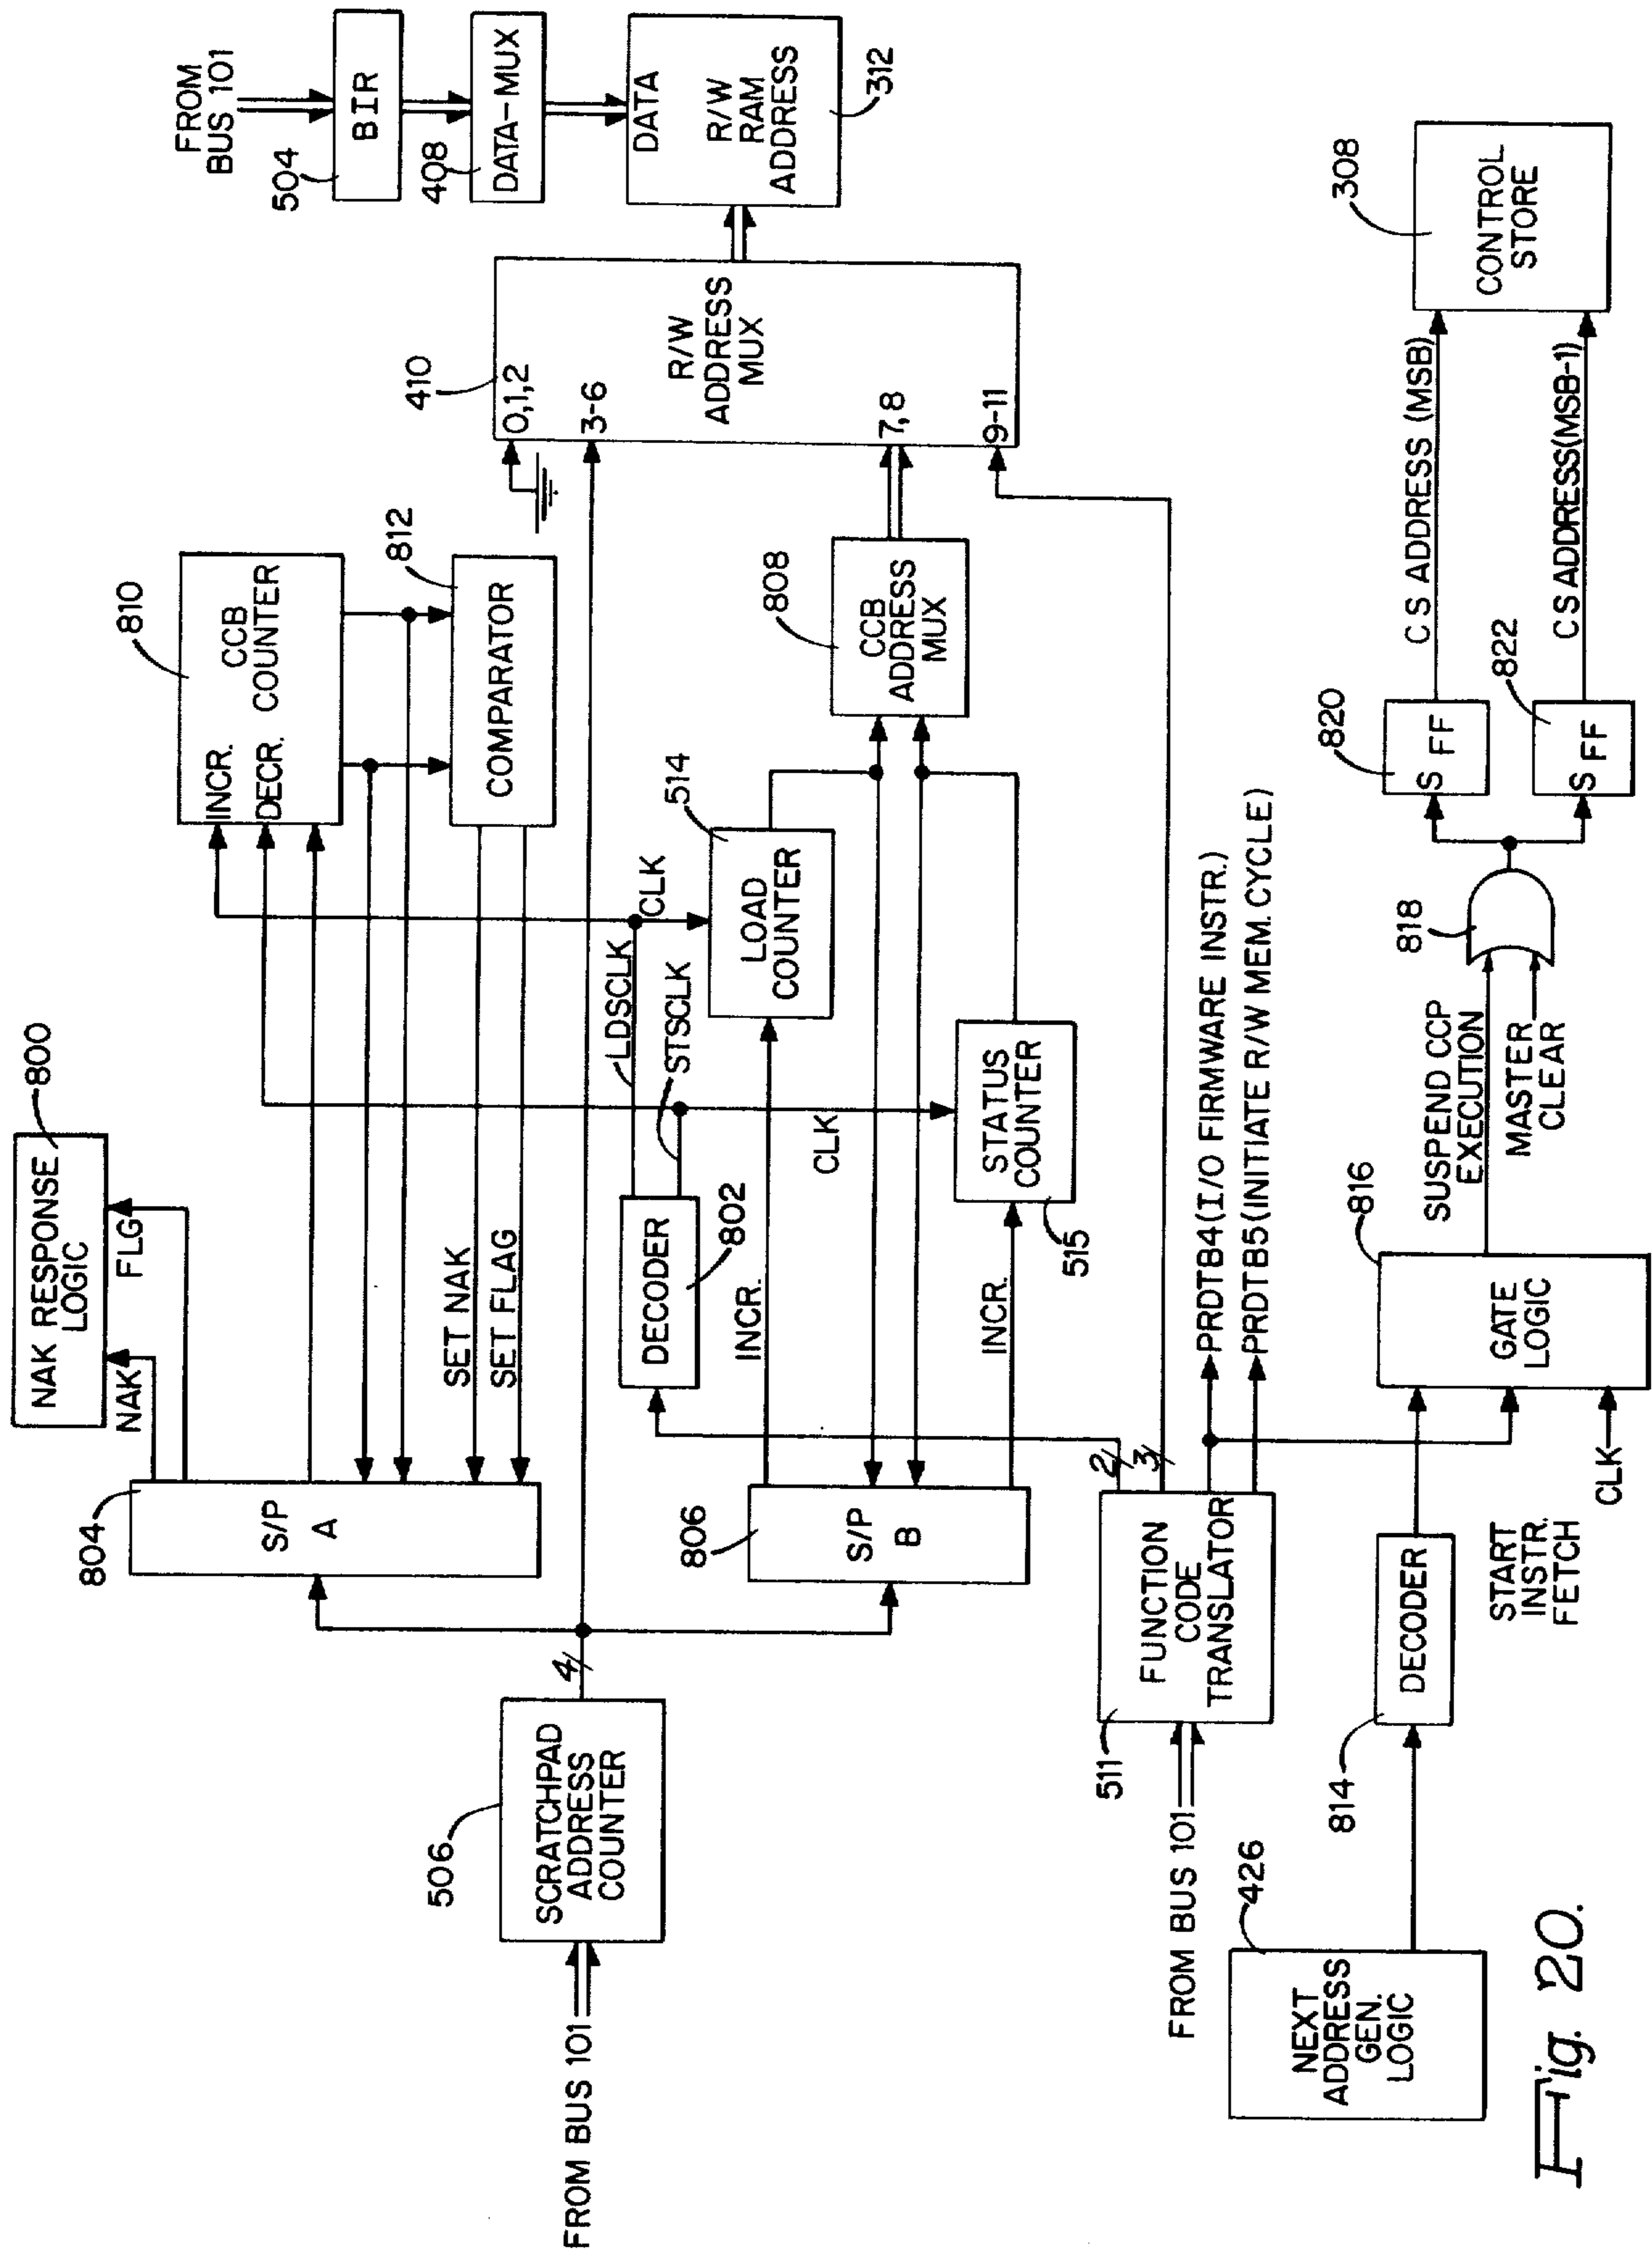 800
NAK RESPONSE
LOGIC
NAK
FLG
804
S/P
A
810
INCR.
DECR.
CCB
COUNTER
812
COMPARATOR
SET NAK
SET FLAG
FROM
BUS 101
504
BIR
408
DATA-MUX
DATA
R/W
RAM
ADDRESS
312
410
0,1,2
3-6
7,8
9-11
R/W
ADDRESS
MUX
FROM BUS 101
506
SCRATCHPAD
ADDRESS
COUNTER
4
DECODER
802
LDSCLK
STSCLK
CLK
CLK
514
LOAD
COUNTER
INCR.
806
S/P
B
INCR.
STATUS
COUNTER
515
808
CCB
ADDRESS
MUX
FROM BUS 101
511
FUNCTION
CODE
TRANSLATOR
2
3
PRDTB4(I/O FIRMWARE INSTR.)
PRDTB5(INITIATE R/W MEM.CYCLE)
426
NEXT
ADDRESS
GEN.
LOGIC
814
DECODER
START
INSTR.
FETCH
CLK
816
GATE
LOGIC
SUSPEND CCP
EXECUTION
MASTER
CLEAR
818
820
S
FF
822
S
FF
CS ADDRESS (MSB)
CS ADDRESS(MSB-1)
308
CONTROL
STORE
Fig. 20.